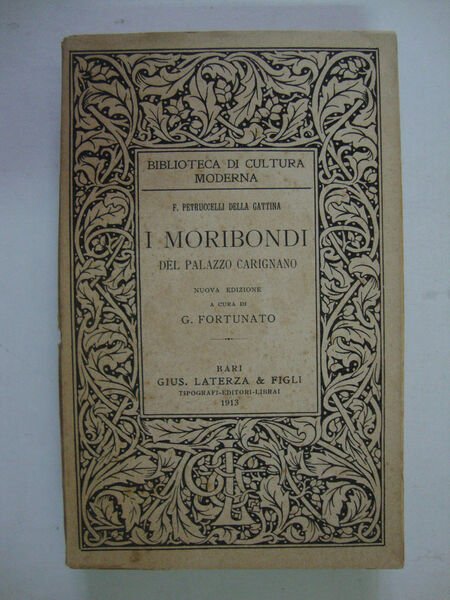 BIBLIOTECA DI CULTURA
MODERNA
F. PETRUCCELLI DELLA GATTINA
I MORIBONDI
DEL PALAZZO CARIGNANO
NUOVA EDIZIONE
A CURA DI
G. FORTUNATO
BARI
GIUS. LATERZA & FIGLI
TIPOGRAFI-EDITORI-LIBRAI
1913